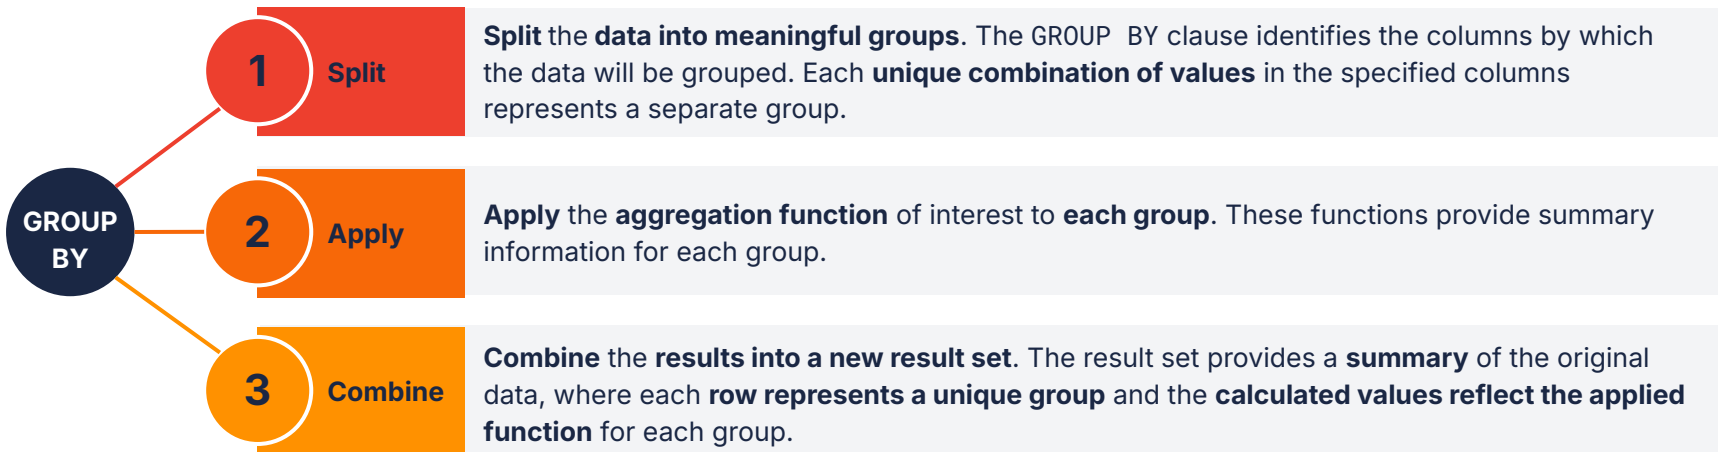 GROUP
BY
1
Split
Split the data into meaningful groups. The GROUP BY clause identifies the columns by which
the data will be grouped. Each unique combination of values in the specified columns
represents a separate group.
2
Apply
Apply the aggregation function of interest to each group. These functions provide summary
information for each group.
3
Combine
Combine the results into a new result set. The result set provides a summary of the original
data, where each row represents a unique group and the calculated values reflect the applied
function for each group.